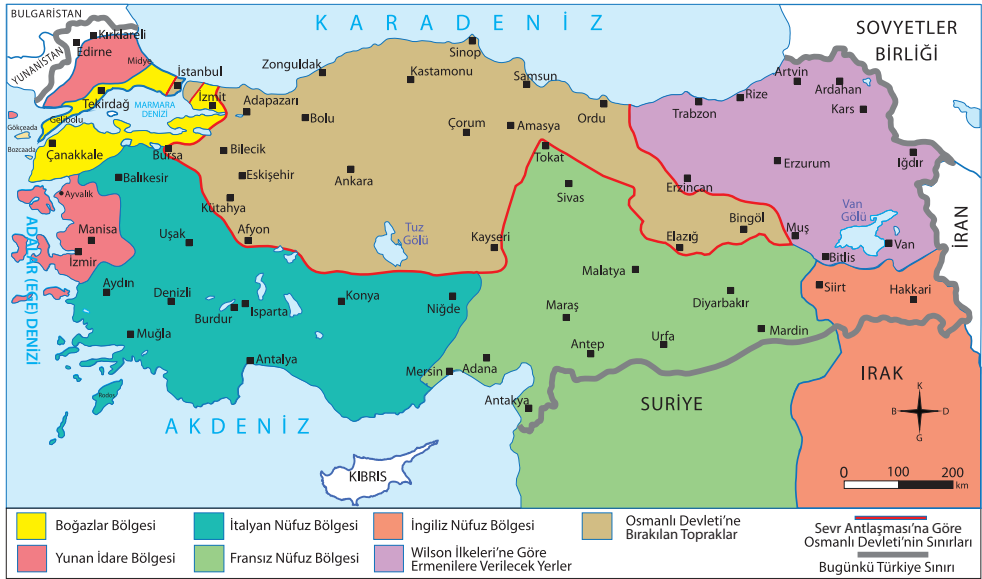 BULGARİSTAN
K A R A D E N İ Z
SOVYETLER
BİRLİĞİ
Kırklareli
Edirne
YUNANİSTAN
Midye
İstanbul
Zonguldak
Sinop
Kastamonu
Samsun
Artvin
Ardahan
Rize
Trabzon
Kars
Tekirdağ
MARMARA
DENİZİ
İzmit
Adapazarı
Bolu
Çorum
Amasya
Ordu
Gelibolu
Gökçeada
Bozcaada
Çanakkale
Bursa
Bilecik
Tokat
Erzurum
Iğdır
Balıkesir
Eskişehir
Ankara
Sivas
Erzincan
Ayvalık
Kütahya
Van
Gölü
İRAN
ADALAR (EGE) DENİZİ
Manisa
Uşak
Afyon
Tuz
Gölü
Kayseri
Elazığ
Bingöl
Muş
Van
İzmir
Bitlis
Malatya
Aydın
Denizli
Burdur
Isparta
Konya
Niğde
Maraş
Diyarbakır
Siirt
Hakkari
Muğla
Antalya
Mersin
Adana
Antep
Urfa
Mardin
Rodos
Antakya
SURİYE
IRAK
A K D E N İ Z
KIBRIS
K
B
D
G
0 100 200
km
Boğazlar Bölgesi
Yunan İdare Bölgesi
İtalyan Nüfuz Bölgesi
Fransız Nüfuz Bölgesi
İngiliz Nüfuz Bölgesi
Wilson İlkeleri’ne Göre
Ermenilere Verilecek Yerler
Osmanlı Devleti’ne
Bırakılan Topraklar
Sevr Antlaşması’na Göre
Osmanlı Devleti’nin Sınırları
Bugünkü Türkiye Sınırı